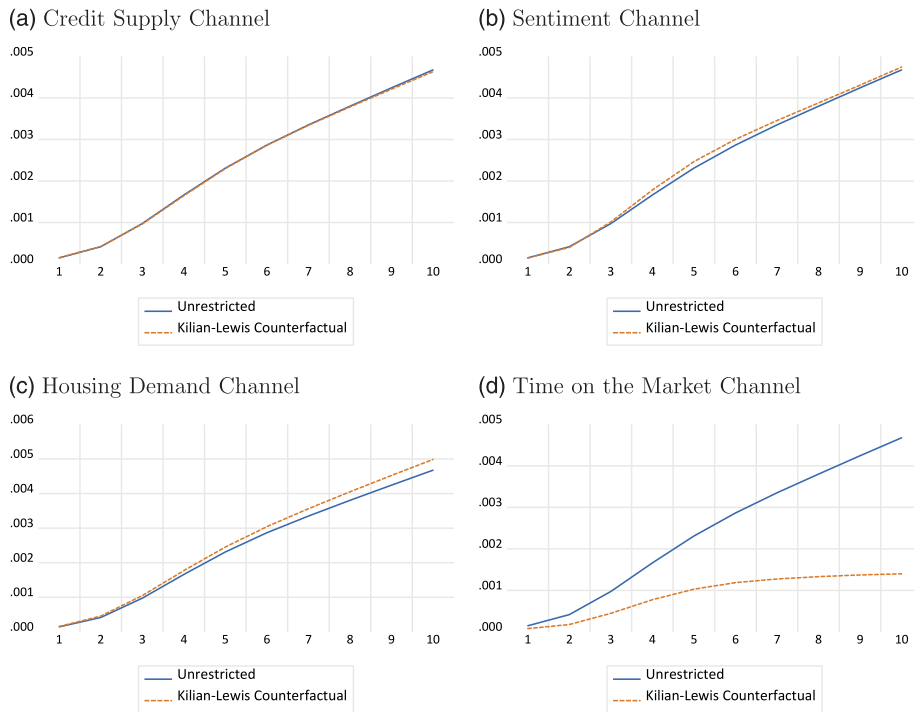 (a) Credit Supply Channel
.005
.004
.003
.002
.001
.000
1 2 3 4 5 6 7 8 9 10
Unrestricted
Kilian-Lewis Counterfactual
(b) Sentiment Channel
.005
.004
.003
.002
.001
.000
1 2 3 4 5 6 7 8 9 10
Unrestricted
Kilian-Lewis Counterfactual
(c) Housing Demand Channel
.006
.005
.004
.003
.002
.001
.000
1 2 3 4 5 6 7 8 9 10
Unrestricted
Kilian-Lewis Counterfactual
(d) Time on the Market Channel
.005
.004
.003
.002
.001
.000
1 2 3 4 5 6 7 8 9 10
Unrestricted
Kilian-Lewis Counterfactual